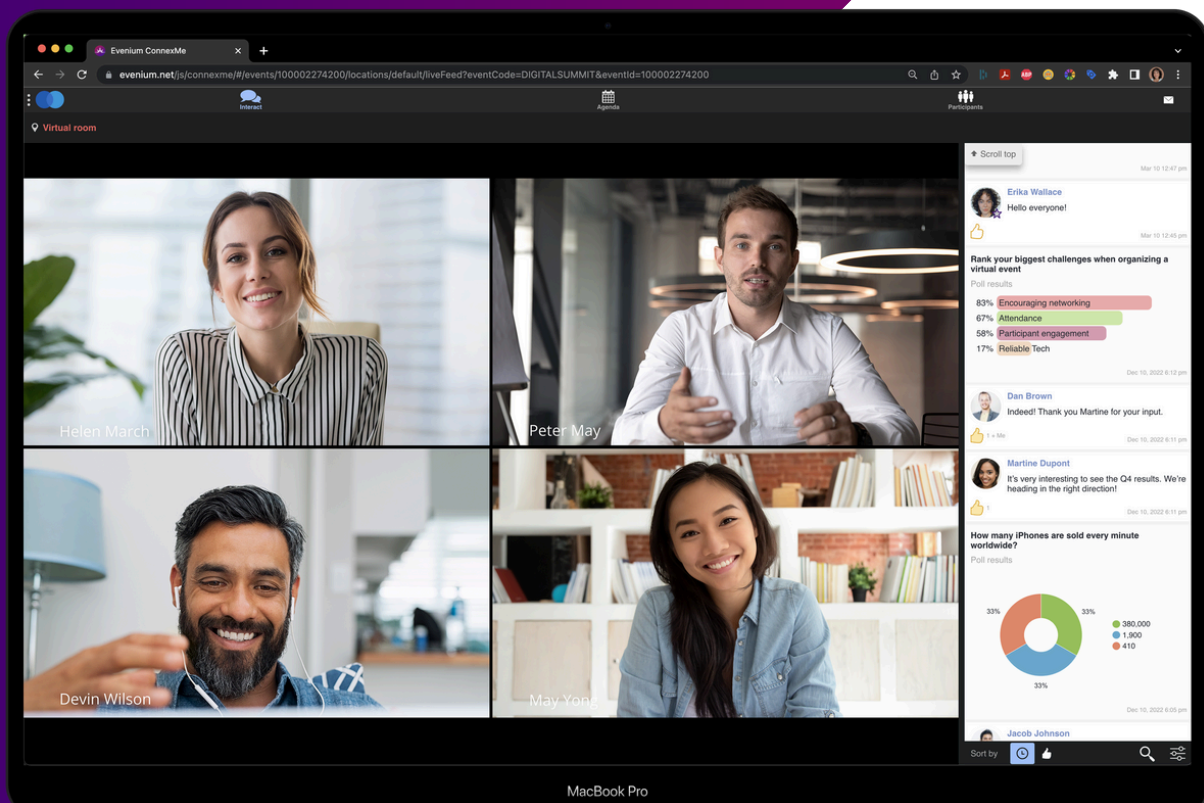 Evenium ConnexMe
evenium.net/js/connexme/#/events/100002274200/locations/default/liveFeed?eventCode=DIGITALSUMMIT&eventId=100002274200
Interact
Agenda
Participants
Virtual room
Helen March
Peter May
Devin Wilson
May Yong
Scroll top
Mar 10 12:47 pm
Erika Wallace
Hello everyone!
Mar 10 12:45 pm
Rank your biggest challenges when organizing a
virtual event
Poll results
83% Encouraging networking
67% Attendance
58% Participant engagement
17% Reliable Tech
Dec 10, 2022 6:12 pm
Dan Brown
Indeed! Thank you Martine for your input.
1 + Me
Dec 10, 2022 6:11 pm
Martine Dupont
It's very interesting to see the Q4 results. We're
heading in the right direction!
1
Dec 10, 2022 6:11 pm
How many iPhones are sold every minute
worldwide?
Poll results
33%
33%
33%
380,000
1,900
410
Dec 10, 2022 6:05 pm
Jacob Johnson
Sort by
MacBook Pro